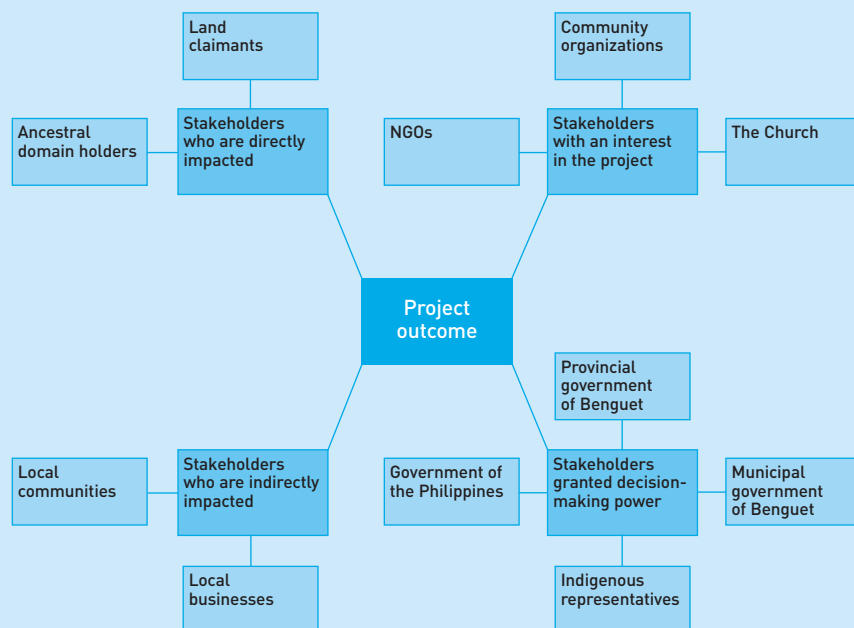 Land
claimants
Ancestral
domain holders
Stakeholders
who are directly
impacted
Community
organizations
NGOs
Stakeholders
with an interest
in the project
The Church
Project
outcome
Local
communities
Stakeholders
who are indirectly
impacted
Local
businesses
Provincial
government
of Benguet
Government of
the Philippines
Stakeholders
granted decision-
making power
Municipal
government
of Benguet
Indigenous
representatives